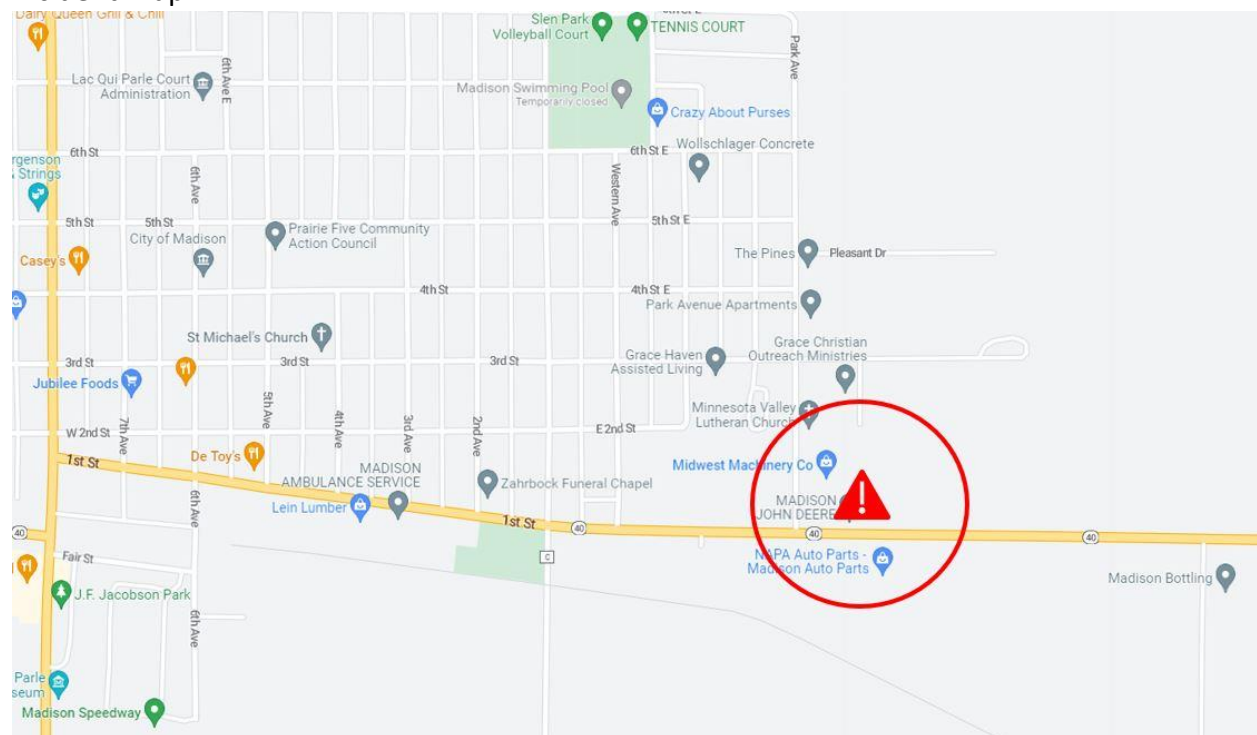 Dairy Queen Grill & Chill
Slen Park
Volleyball Court
TENNIS COURT
Park Ave
Lac Qui Parle Court
Administration
6th Ave E
Madison Swimming Pool
Temporarily closed
Crazy About Purses
6th St
6th St E
Wollschlager Concrete
rgenson
Strings
6th Ave
Western Ave
5th St
5th St
5th St E
City of Madison
Prairie Five Community
Action Council
The Pines
Pleasant Dr
Casey's
4th St
4th St E
Park Avenue Apartments
St Michael's Church
Grace Christian
Outreach Ministries
3rd St
3rd St
3rd St
Grace Haven
Assisted Living
Jubilee Foods
5th Ave
4th Ave
3rd Ave
2nd Ave
Minnesota Valley
Lutheran Church
7th Ave
W 2nd St
E 2nd St
1st St
De Toy's
MADISON
AMBULANCE SERVICE
Midwest Machinery Co
Zahrbock Funeral Chapel
6th Ave
Lein Lumber
MADISON
JOHN DEERE
1st St
40
40
40
40
Fair St
C
NAPA Auto Parts -
Madison Auto Parts
Madison Bottling
J.F. Jacobson Park
6th Ave
Parle
seum
Madison Speedway